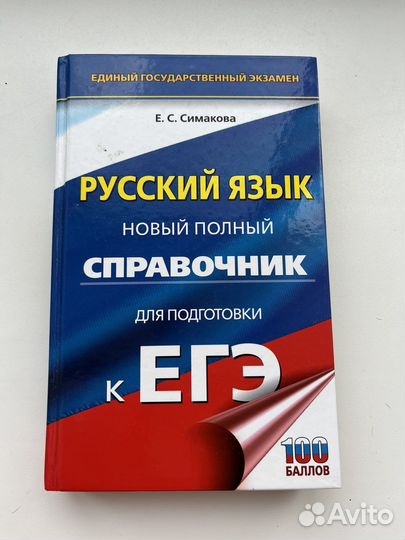 ЕДИНЫЙ ГОСУДАРСТВЕННЫЙ ЭКЗАМЕН
Е. С. Симакова
РУССКИЙ ЯЗЫК
НОВЫЙ ПОЛНЫЙ
СПРАВОЧНИК
ДЛЯ ПОДГОТОВКИ
К ЕГЭ
100
БАЛЛОВ
Avito